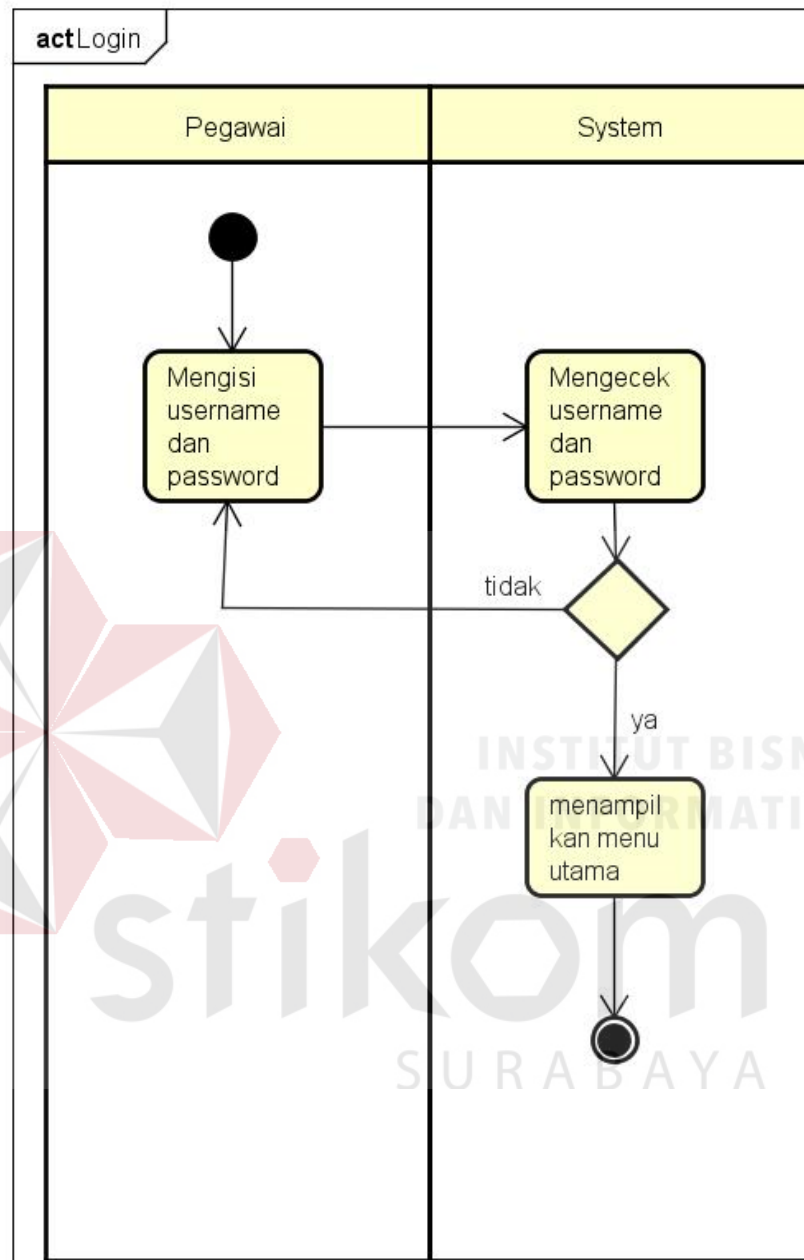 actLogin
Pegawai
System
Mengisi
username
dan
password
Mengecek
username
dan
password
tidak
ya
menampil
kan menu
utama
INSTITUT BISN
DAN INFORMATI
stikom
SURABAYA